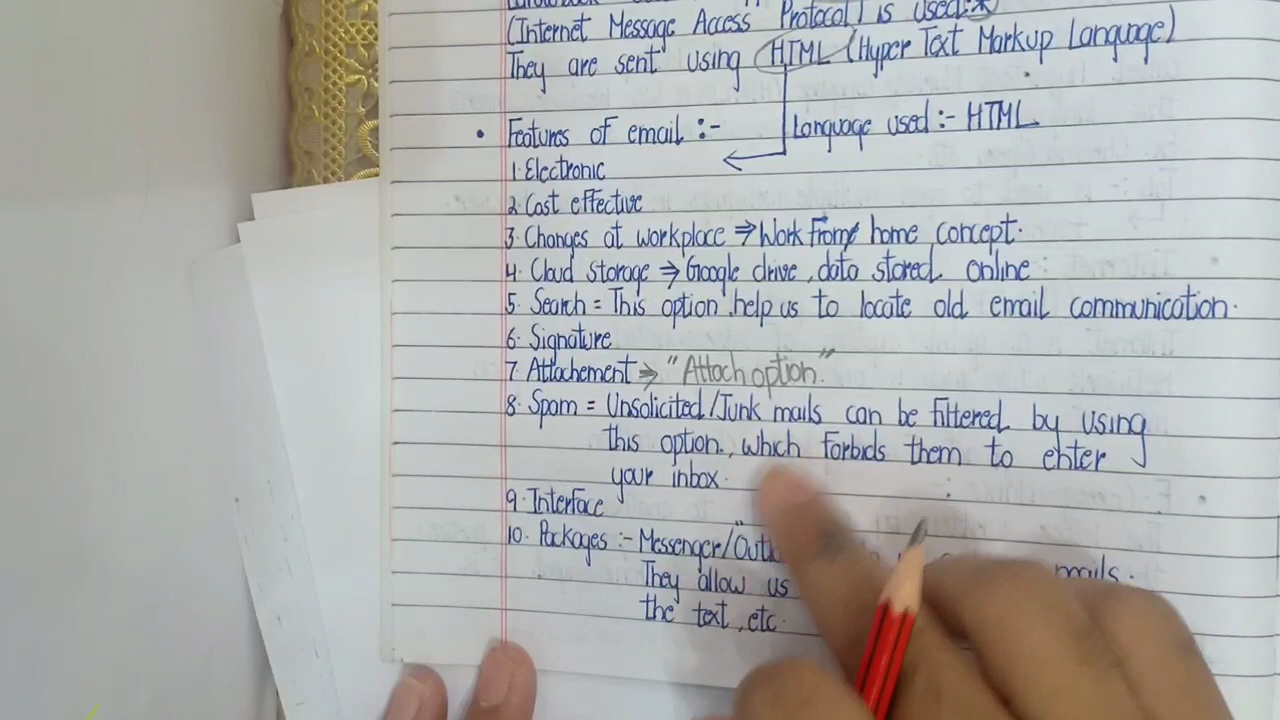 (Internet Message Access Protocol) is used.
They are sent using HTML (Hyper Text Markup Language)
Language used :- HTML
• Features of email :-
1. Electronic
2. Cost effective
3. Changes at workplace ⇒ Work from home concept.
4. Cloud storage ⇒ Google drive, data stored online.
5. Search = This option help us to locate old email communication.
6. Signature
7. Attachement ⇒ "Attach option."
8. Spam = Unsolicited/Junk mails can be filtered by using
this option, which forbids them to enter
your inbox.
9. Interface
10. Packages :- Messenger/ mails.
They allow us
the text, etc.